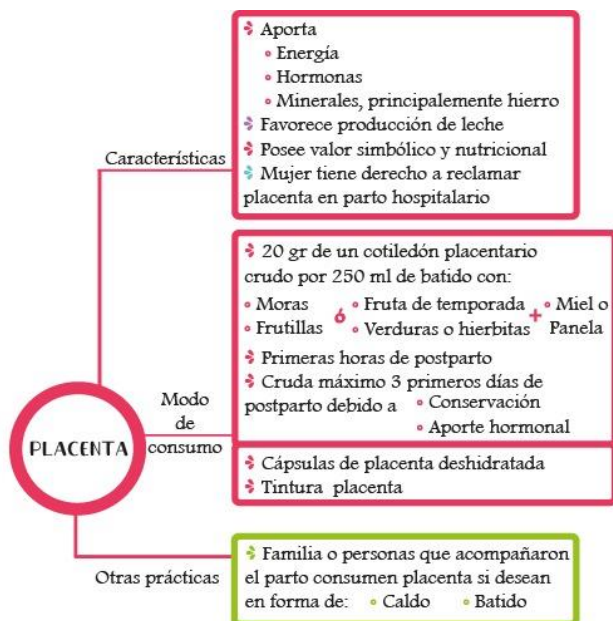 Aporta
Energía
Hormonas
Minerales, principalemente hierro
Favorece producción de leche
Posee valor simbólico y nutricional
Mujer tiene derecho a reclamar
placenta en parto hospitalario
Características
20 gr de un cotiledón placentario
crudo por 250 ml de batido con:
Moras ó Fruta de temporada + Miel o
Frutillas Verduras o hierbitas Panela
Primeras horas de postparto
Cruda máximo 3 primeros días de
postparto debido a Conservación
Aporte hormonal
Modo
de
consumo
PLACENTA
Cápsulas de placenta deshidratada
Tintura placenta
Otras prácticas
Familia o personas que acompañaron
el parto consumen placenta si desean
en forma de: Caldo Batido